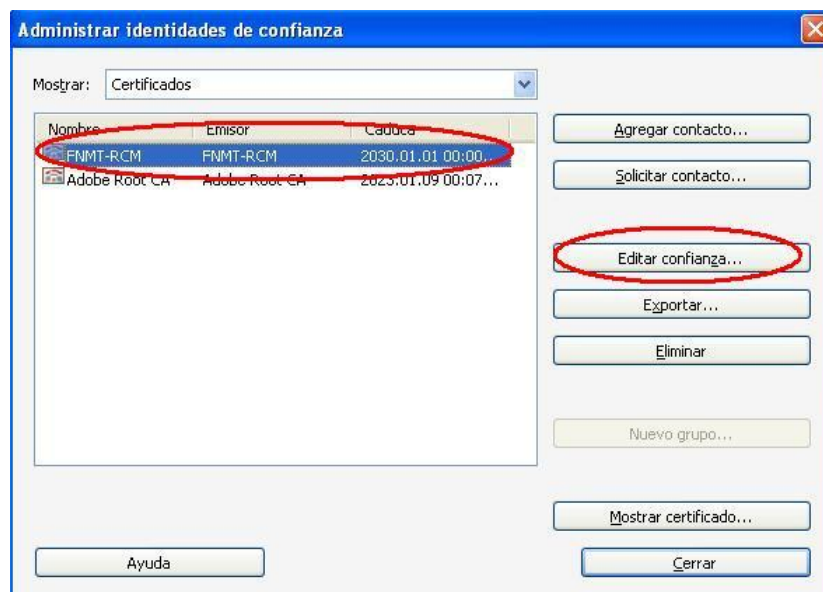 Administrar identidades de confianza
Mostrar: Certificados
Nombre Emisor Caduca
FNMT-RCM FNMT-RCM 2030.01.01 00:00...
Adobe Root CA Adobe Root CA 2023.01.09 00:07...
Agregar contacto...
Solicitar contacto...
Editar confianza...
Exportar...
Eliminar
Nuevo grupo...
Mostrar certificado...
Ayuda
Cerrar